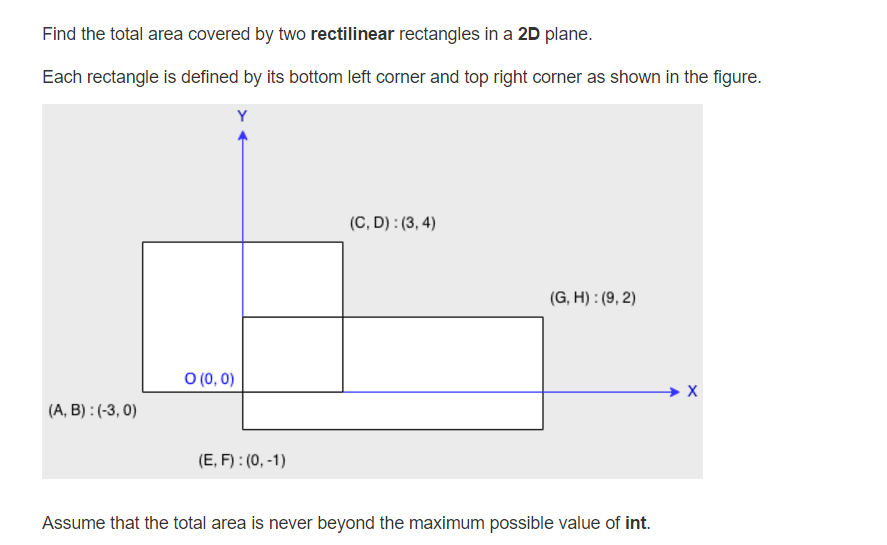 Find the total area covered by two rectilinear rectangles in a 2D plane.
Each rectangle is defined by its bottom left corner and top right corner as shown in the figure.
Y
(C, D) : (3, 4)
(G, H) : (9, 2)
O (0, 0)
X
(A, B) : (-3, 0)
(E, F) : (0, -1)
Assume that the total area is never beyond the maximum possible value of int.